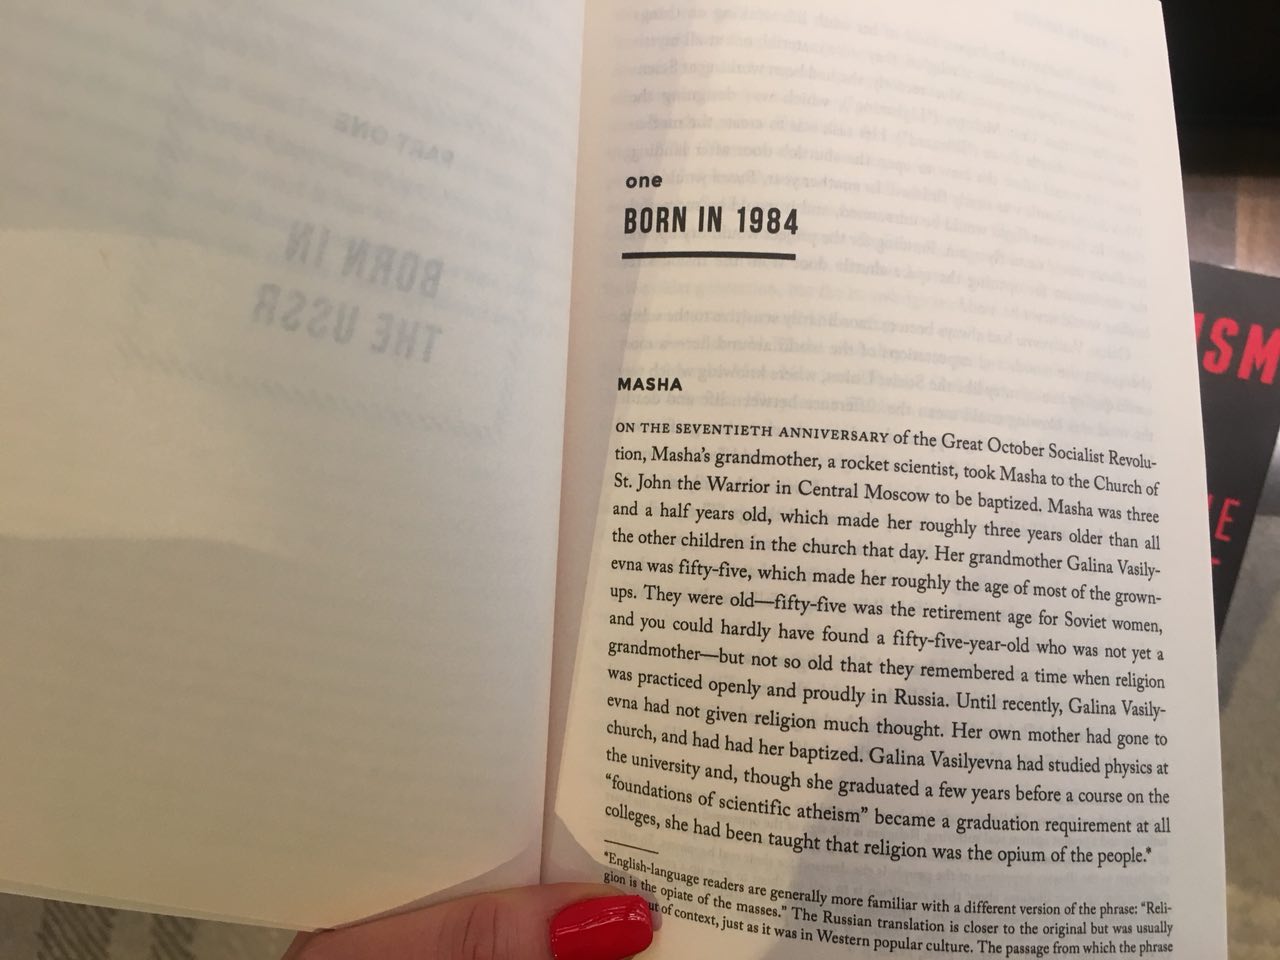 PART ONE
BORN IN
THE USSR
one
BORN IN 1984
MASHA
ON THE SEVENTIETH ANNIVERSARY of the Great October Socialist Revolu-
tion, Masha's grandmother, a rocket scientist, took Masha to the Church of
St. John the Warrior in Central Moscow to be baptized. Masha was three
and a half years old, which made her roughly three years older than all
the other children in the church that day. Her grandmother Galina Vasily-
evna was fifty-five, which made her roughly the age of most of the grown-
ups. They were old—fifty-five was the retirement age for Soviet women,
and you could hardly have found a fifty-five-year-old who was not yet a
grandmother—but not so old that they remembered a time when religion
was practiced openly and proudly in Russia. Until recently, Galina Vasily-
evna had not given religion much thought. Her own mother had gone to
church, and had had her baptized. Galina Vasilyevna had studied physics at
the university and, though she graduated a few years before a course on the
“foundations of scientific atheism” became a graduation requirement at all
colleges, she had been taught that religion was the opium of the people.*
*English-language readers are generally more familiar with a different version of the phrase: “Reli-
gion is the opiate of the masses.” The Russian translation is closer to the original but was usually
of context, just as it was in Western popular culture. The passage from which the phrase
ISM